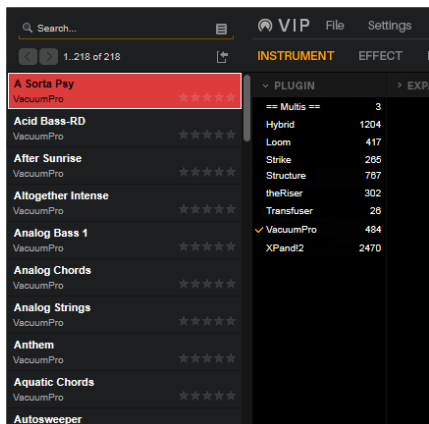 Search...
VIP File Settings
1..218 of 218
INSTRUMENT EFFECT
PLUGIN
> EXP
A Sorta Psy
VacuumPro
Acid Bass-RD
VacuumPro
After Sunrise
VacuumPro
Altogether Intense
VacuumPro
Analog Bass 1
VacuumPro
Analog Chords
VacuumPro
Analog Strings
VacuumPro
Anthem
VacuumPro
Aquatic Chords
VacuumPro
Autosweeper
== Multis == 3
Hybrid 1204
Loom 417
Strike 265
Structure 767
theRiser 302
Transfuser 26
VacuumPro 484
XPand!2 2470